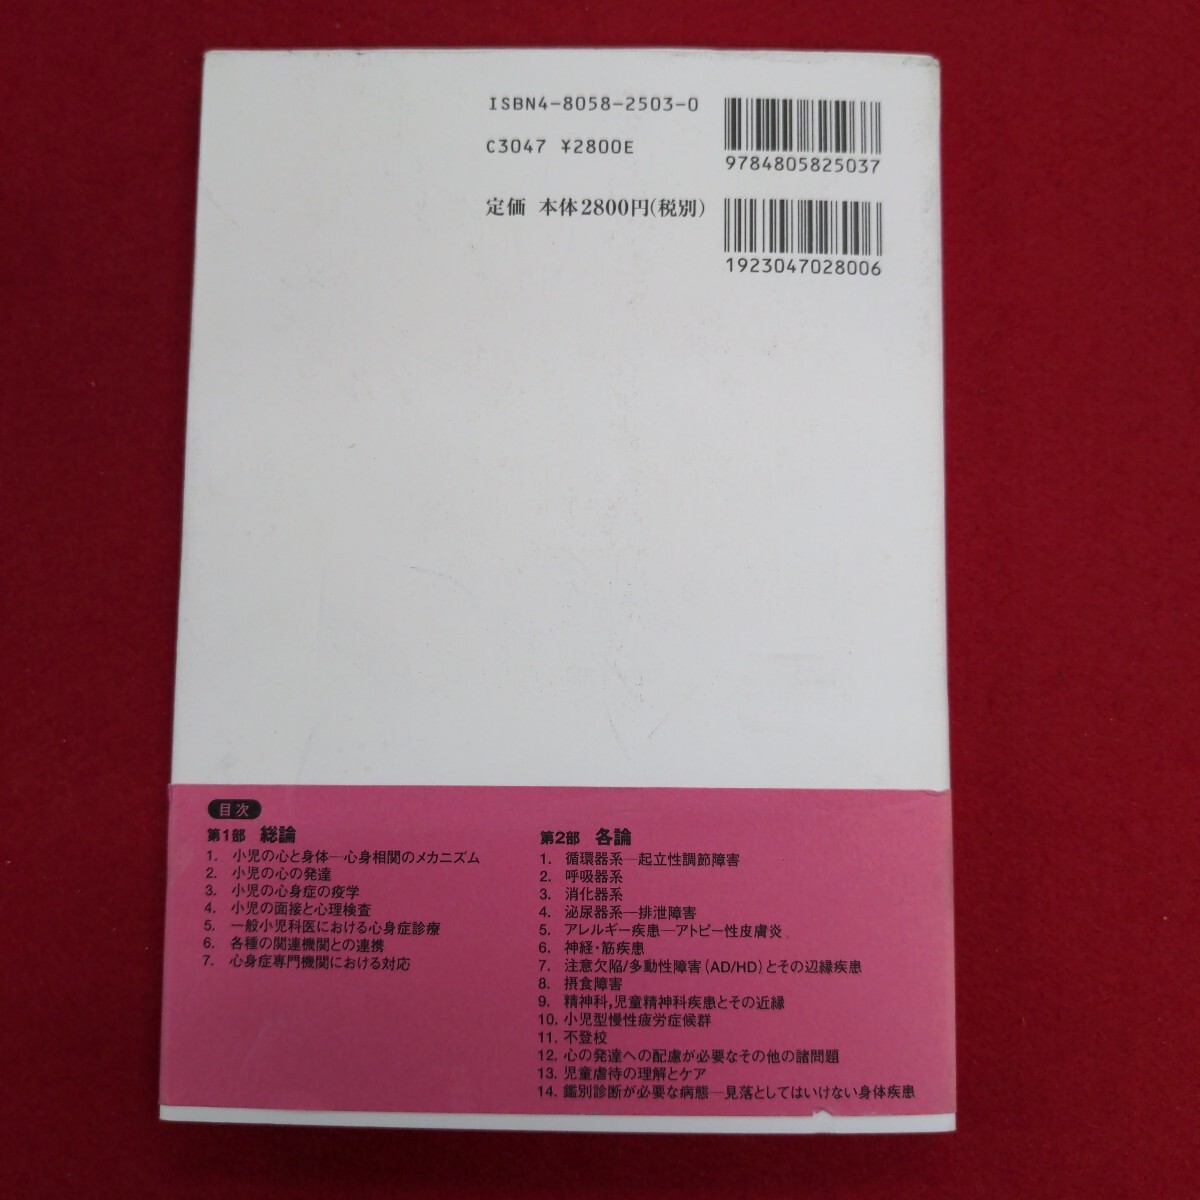 ISBN4-8058-2503-0
C3047 ¥2800E
定価 本体2800円(税別)
9784805825037
1923047028006
目次
第1部 総論
1. 小児の心と身体—心身相関のメカニズム
2. 小児の心の発達
3. 小児の心身症の疫学
4. 小児の面接と心理検査
5. 一般小児科医における心身症診療
6. 各種の関連機関との連携
7. 心身症専門機関における対応
第2部 各論
1. 循環器系—起立性調節障害
2. 呼吸器系
3. 消化器系
4. 泌尿器系—排泄障害
5. アレルギー疾患—アトピー性皮膚炎
6. 神経・筋疾患
7. 注意欠陥/多動性障害(AD/HD)とその辺縁疾患
8. 摂食障害
9. 精神科,児童精神科疾患とその近縁
10. 小児型慢性疲労症候群
11. 不登校
12. 心の発達への配慮が必要なその他の諸問題
13. 児童虐待の理解とケア
14. 鑑別診断が必要な病態—見落としてはいけない身体疾患